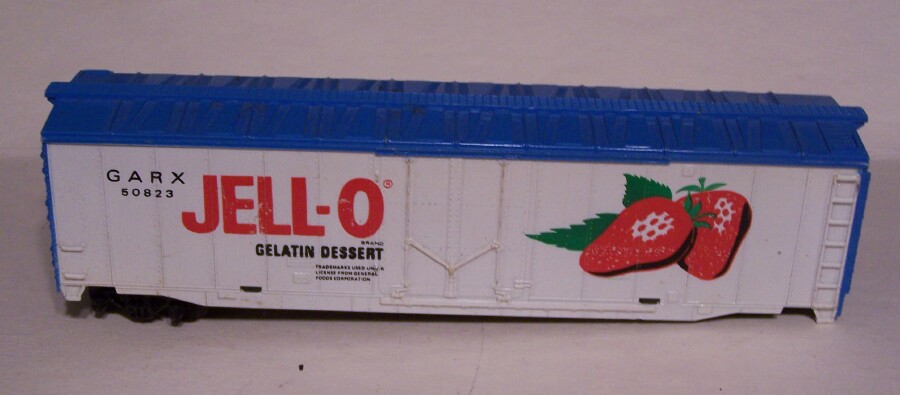 GARX
50823
JELL-O®
BRAND
GELATIN DESSERT
TRADEMARKS USED UNDER
LICENSE FROM GENERAL
FOODS CORPORATION